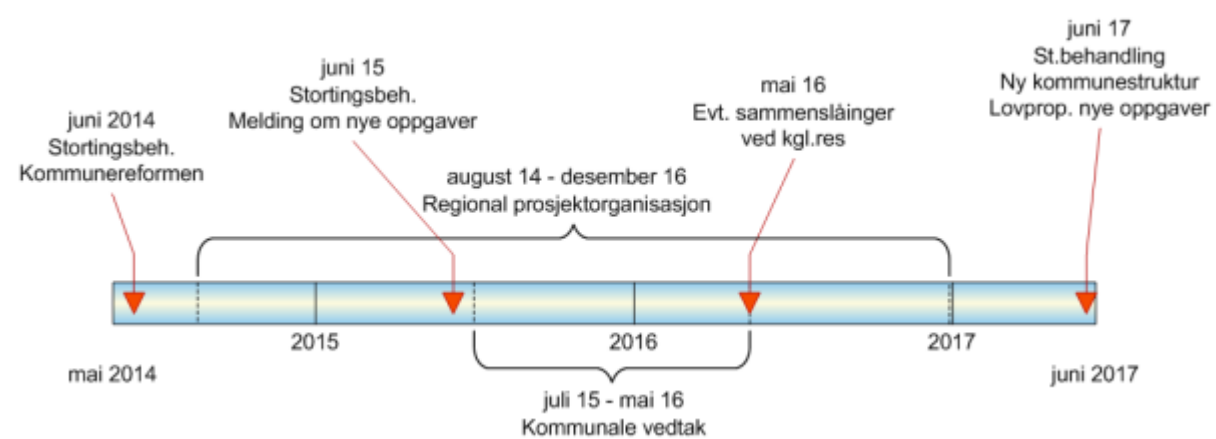 juni 2014
Stortingsbeh.
Kommunereformen
juni 15
Stortingsbeh.
Melding om nye oppgaver
august 14 - desember 16
Regional prosjektorganisasjon
mai 16
Evt. sammenslåinger
ved kgl.res
juni 17
St.behandling
Ny kommunestruktur
Lovprop. nye oppgaver
2015
2016
2017
mai 2014
juni 2017
juli 15 - mai 16
Kommunale vedtak